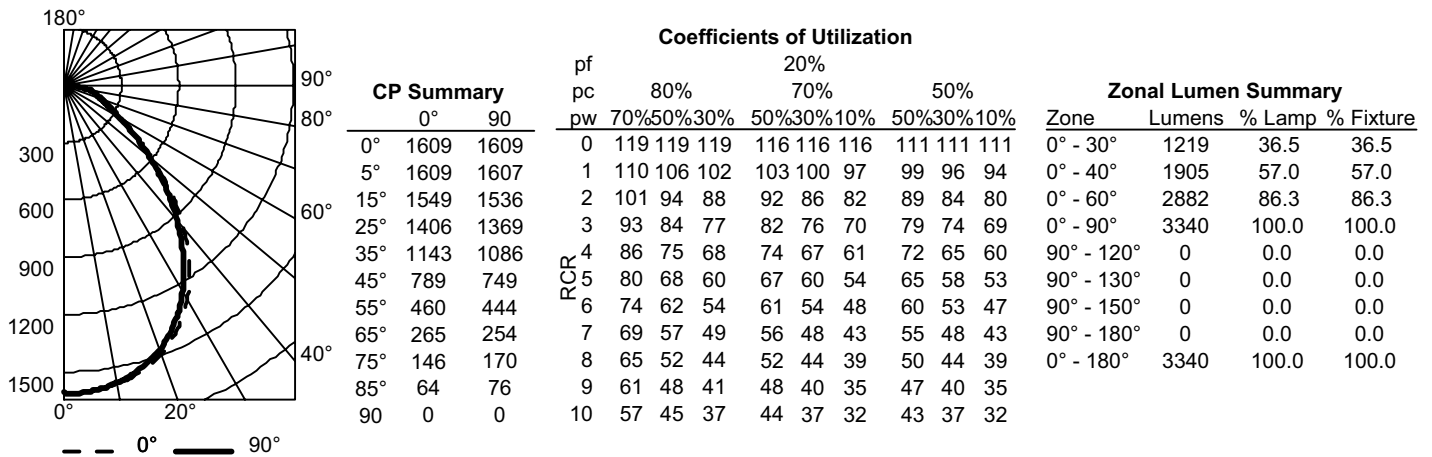 180°
90°
80°
60°
40°
300
600
900
1200
1500
0° 20°
0° 90°
CP Summary
0° 90
0° 1609 1609
5° 1609 1607
15° 1549 1536
25° 1406 1369
35° 1143 1086
45° 789 749
55° 460 444
65° 265 254
75° 146 170
85° 64 76
90 0 0
Coefficients of Utilization
pf 20%
pc 80% 70% 50%
pw 70%50%30% 50%30%10% 50%30%10%
RCR
0 119 119 119 116 116 116 111 111 111
1 110 106 102 103 100 97 99 96 94
2 101 94 88 92 86 82 89 84 80
3 93 84 77 82 76 70 79 74 69
4 86 75 68 74 67 61 72 65 60
5 80 68 60 67 60 54 65 58 53
6 74 62 54 61 54 48 60 53 47
7 69 57 49 56 48 43 55 48 43
8 65 52 44 52 44 39 50 44 39
9 61 48 41 48 40 35 47 40 35
10 57 45 37 44 37 32 43 37 32
Zonal Lumen Summary
Zone Lumens % Lamp % Fixture
0° - 30° 1219 36.5 36.5
0° - 40° 1905 57.0 57.0
0° - 60° 2882 86.3 86.3
0° - 90° 3340 100.0 100.0
90° - 120° 0 0.0 0.0
90° - 130° 0 0.0 0.0
90° - 150° 0 0.0 0.0
90° - 180° 0 0.0 0.0
0° - 180° 3340 100.0 100.0